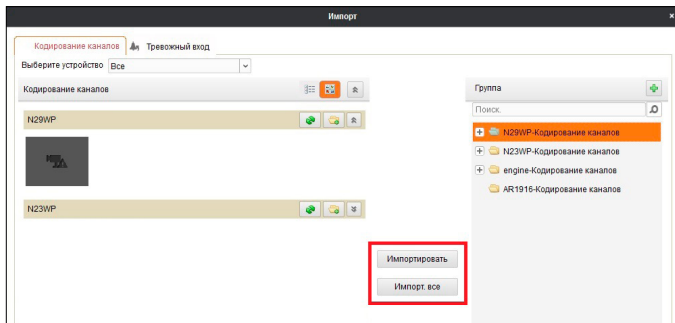 Импорт
Кодирование каналов
Тревожный вход
Выберите устройство
Все
Кодирование каналов
N29WP
N23WP
Импортировать
Импорт. все
Группа
Поиск.
N29WP-Кодирование каналов
N23WP-Кодирование каналов
engine-Кодирование каналов
AR1916-Кодирование каналов